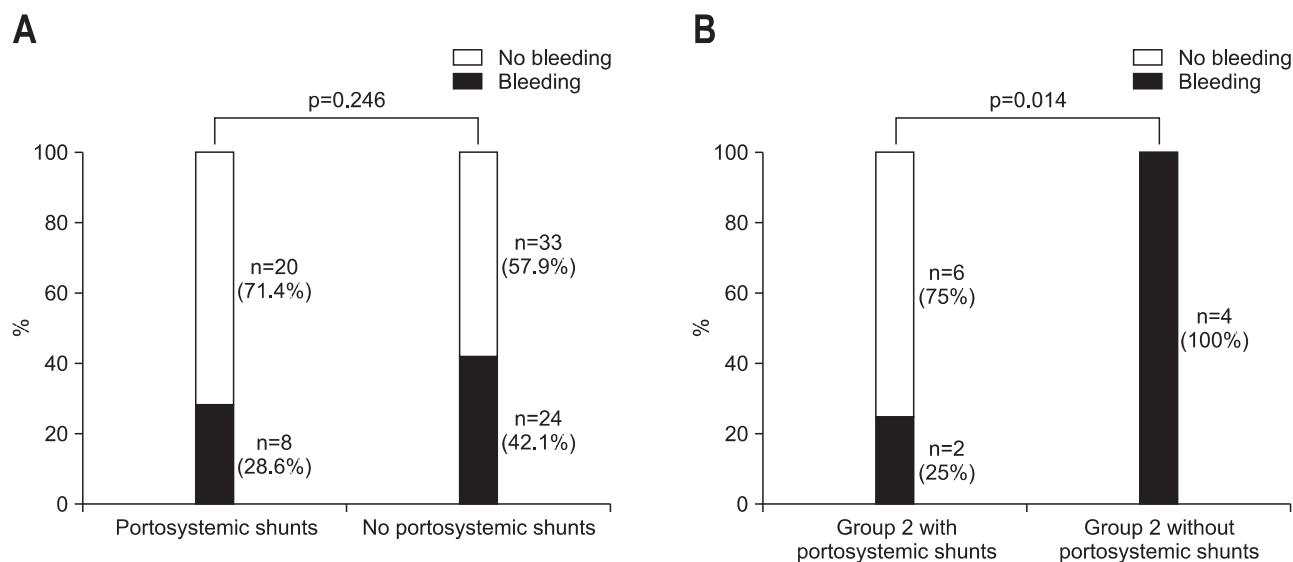 A
No bleeding
Bleeding
p=0.246
100
80
60
40
20
0
%
n=20
(71.4%)
n=8
(28.6%)
n=33
(57.9%)
n=24
(42.1%)
Portosystemic shunts
No portosystemic shunts
B
No bleeding
Bleeding
p=0.014
100
80
60
40
20
0
%
n=6
(75%)
n=2
(25%)
n=4
(100%)
Group 2 with
portosystemic shunts
Group 2 without
portosystemic shunts